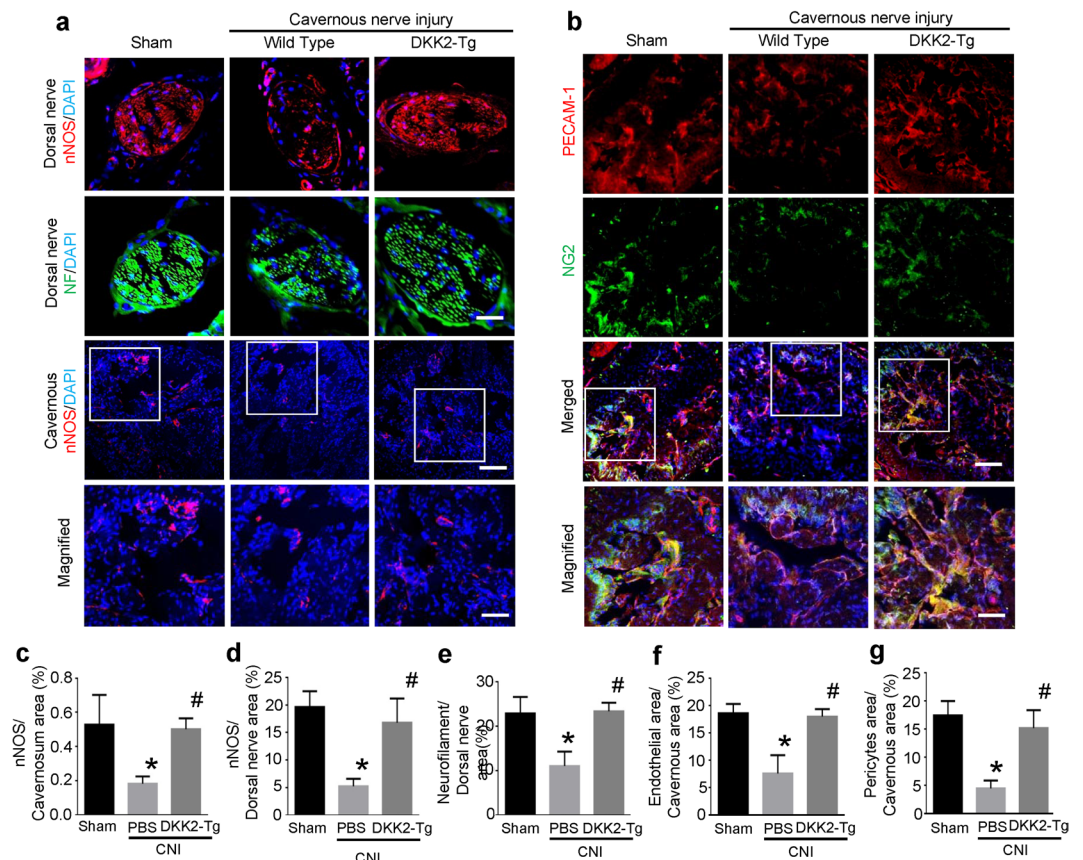 a
Cavernous nerve injury
Sham
Wild Type
DKK2-Tg
Dorsal nerve
nNOS/DAPI
Dorsal nerve
NF/DAPI
Cavernous
nNOS/DAPI
Magnified
b
Cavernous nerve injury
Sham
Wild Type
DKK2-Tg
PECAM-1
NG2
Merged
Magnified
c
nNOS/
Cavernosum area (%)
0.8
0.6
0.4
0.2
0.0
*
#
Sham
PBS
DKK2-Tg
CNI
d
nNOS/
Dorsal nerve area (%)
25
20
15
10
5
0
*
#
Sham
PBS
DKK2-Tg
CNI
e
Neurofilament/
Dorsal nerve
area(%)
30
20
10
0
*
#
Sham
PBS
DKK2-Tg
CNI
f
Endothelial area/
Cavernous area (%)
25
20
15
10
5
0
*
#
Sham
PBS
DKK2-Tg
CNI
g
Pericytes area/
Cavernous area (%)
25
20
15
10
5
0
*
#
Sham
PBS
DKK2-Tg
CNI